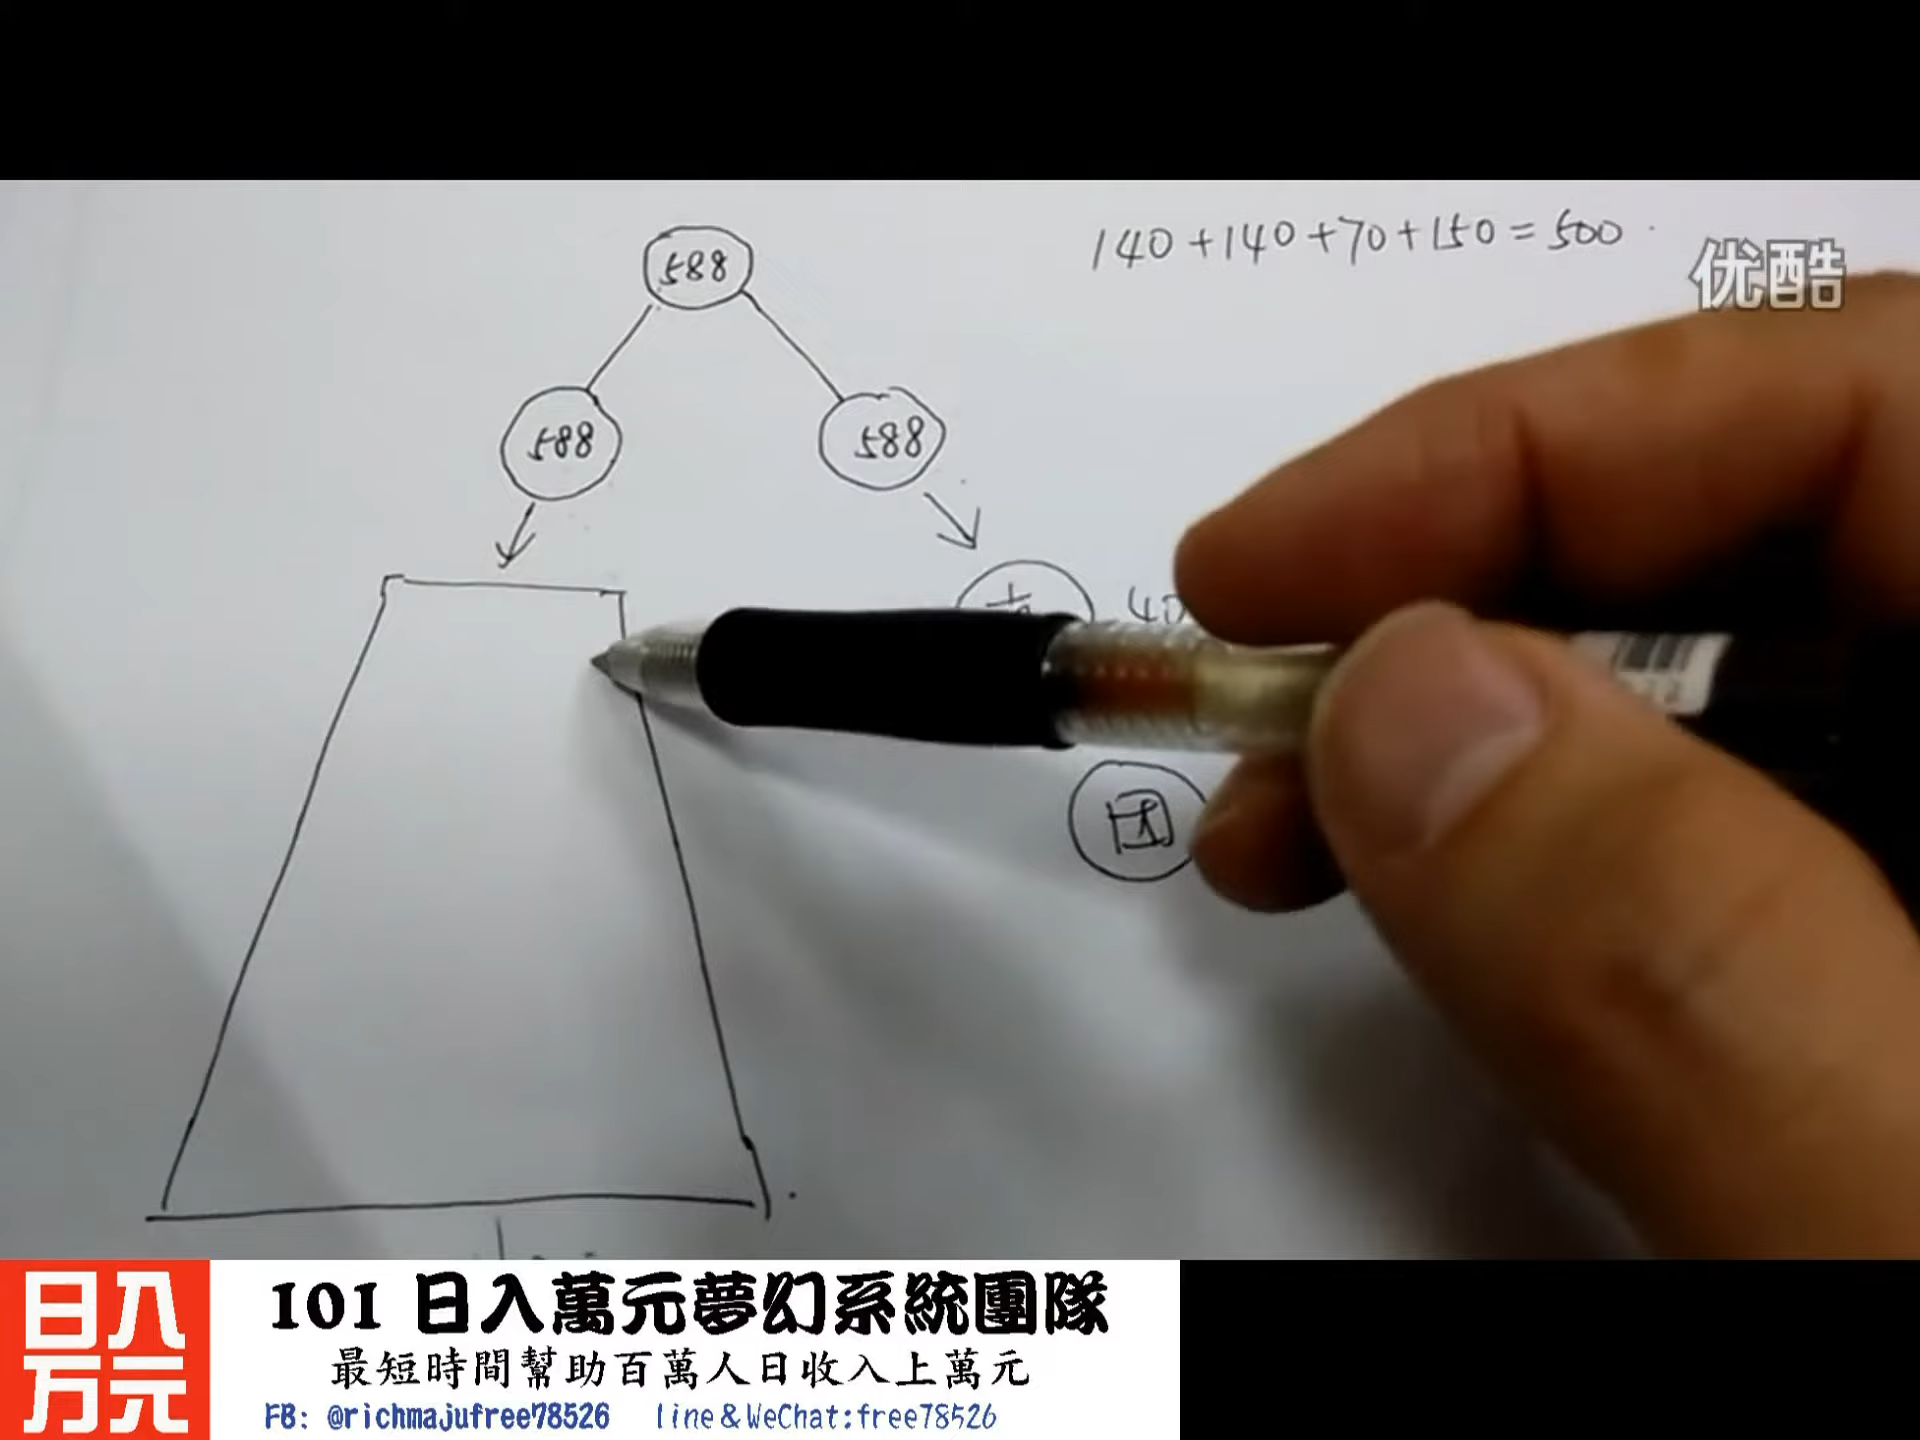 588
140+140+70+150=500
优酷
588
588
40
団
日入
万元
101 日入萬元夢幻系統團隊
最短時間幫助百萬人日收入上萬元
FB: @richmajufree78526 line&WeChat:free78526